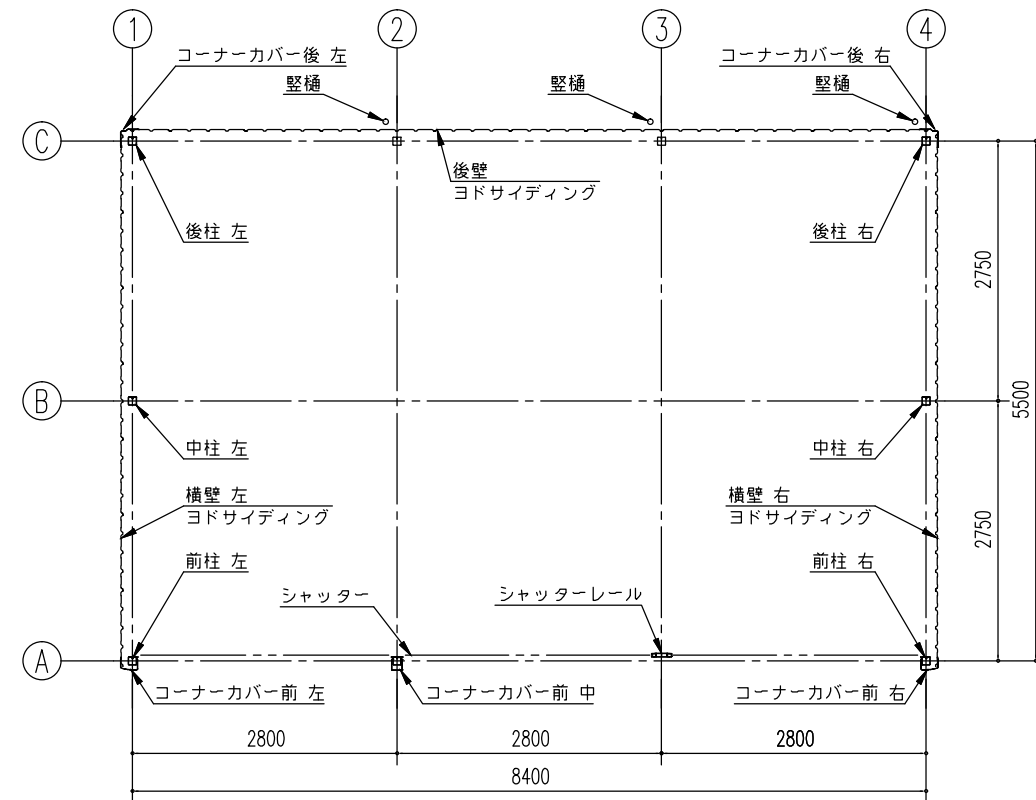 1
2
3
4
コーナーカバー後 左
コーナーカバー後 右
竪樋
竪樋
竪樋
C
後壁
ヨドサイディング
後柱 左
後柱 右
2750
B
5500
中柱 左
中柱 右
横壁 左
ヨドサイディング
横壁 右
ヨドサイディング
2750
前柱 左
前柱 右
シャッター
シャッターレール
A
コーナーカバー前 左
コーナーカバー前 中
コーナーカバー前 右
2800
2800
2800
8400